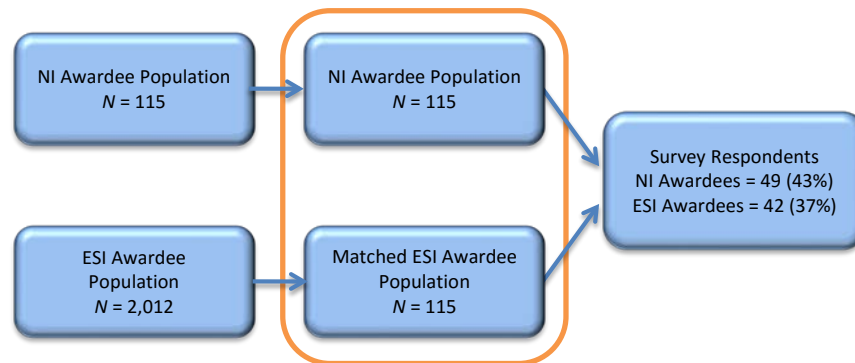 NI Awardee Population
N = 115
NI Awardee Population
N = 115
Survey Respondents
NI Awardees = 49 (43%)
ESI Awardees = 42 (37%)
ESI Awardee
Population
N = 2,012
Matched ESI Awardee
Population
N = 115